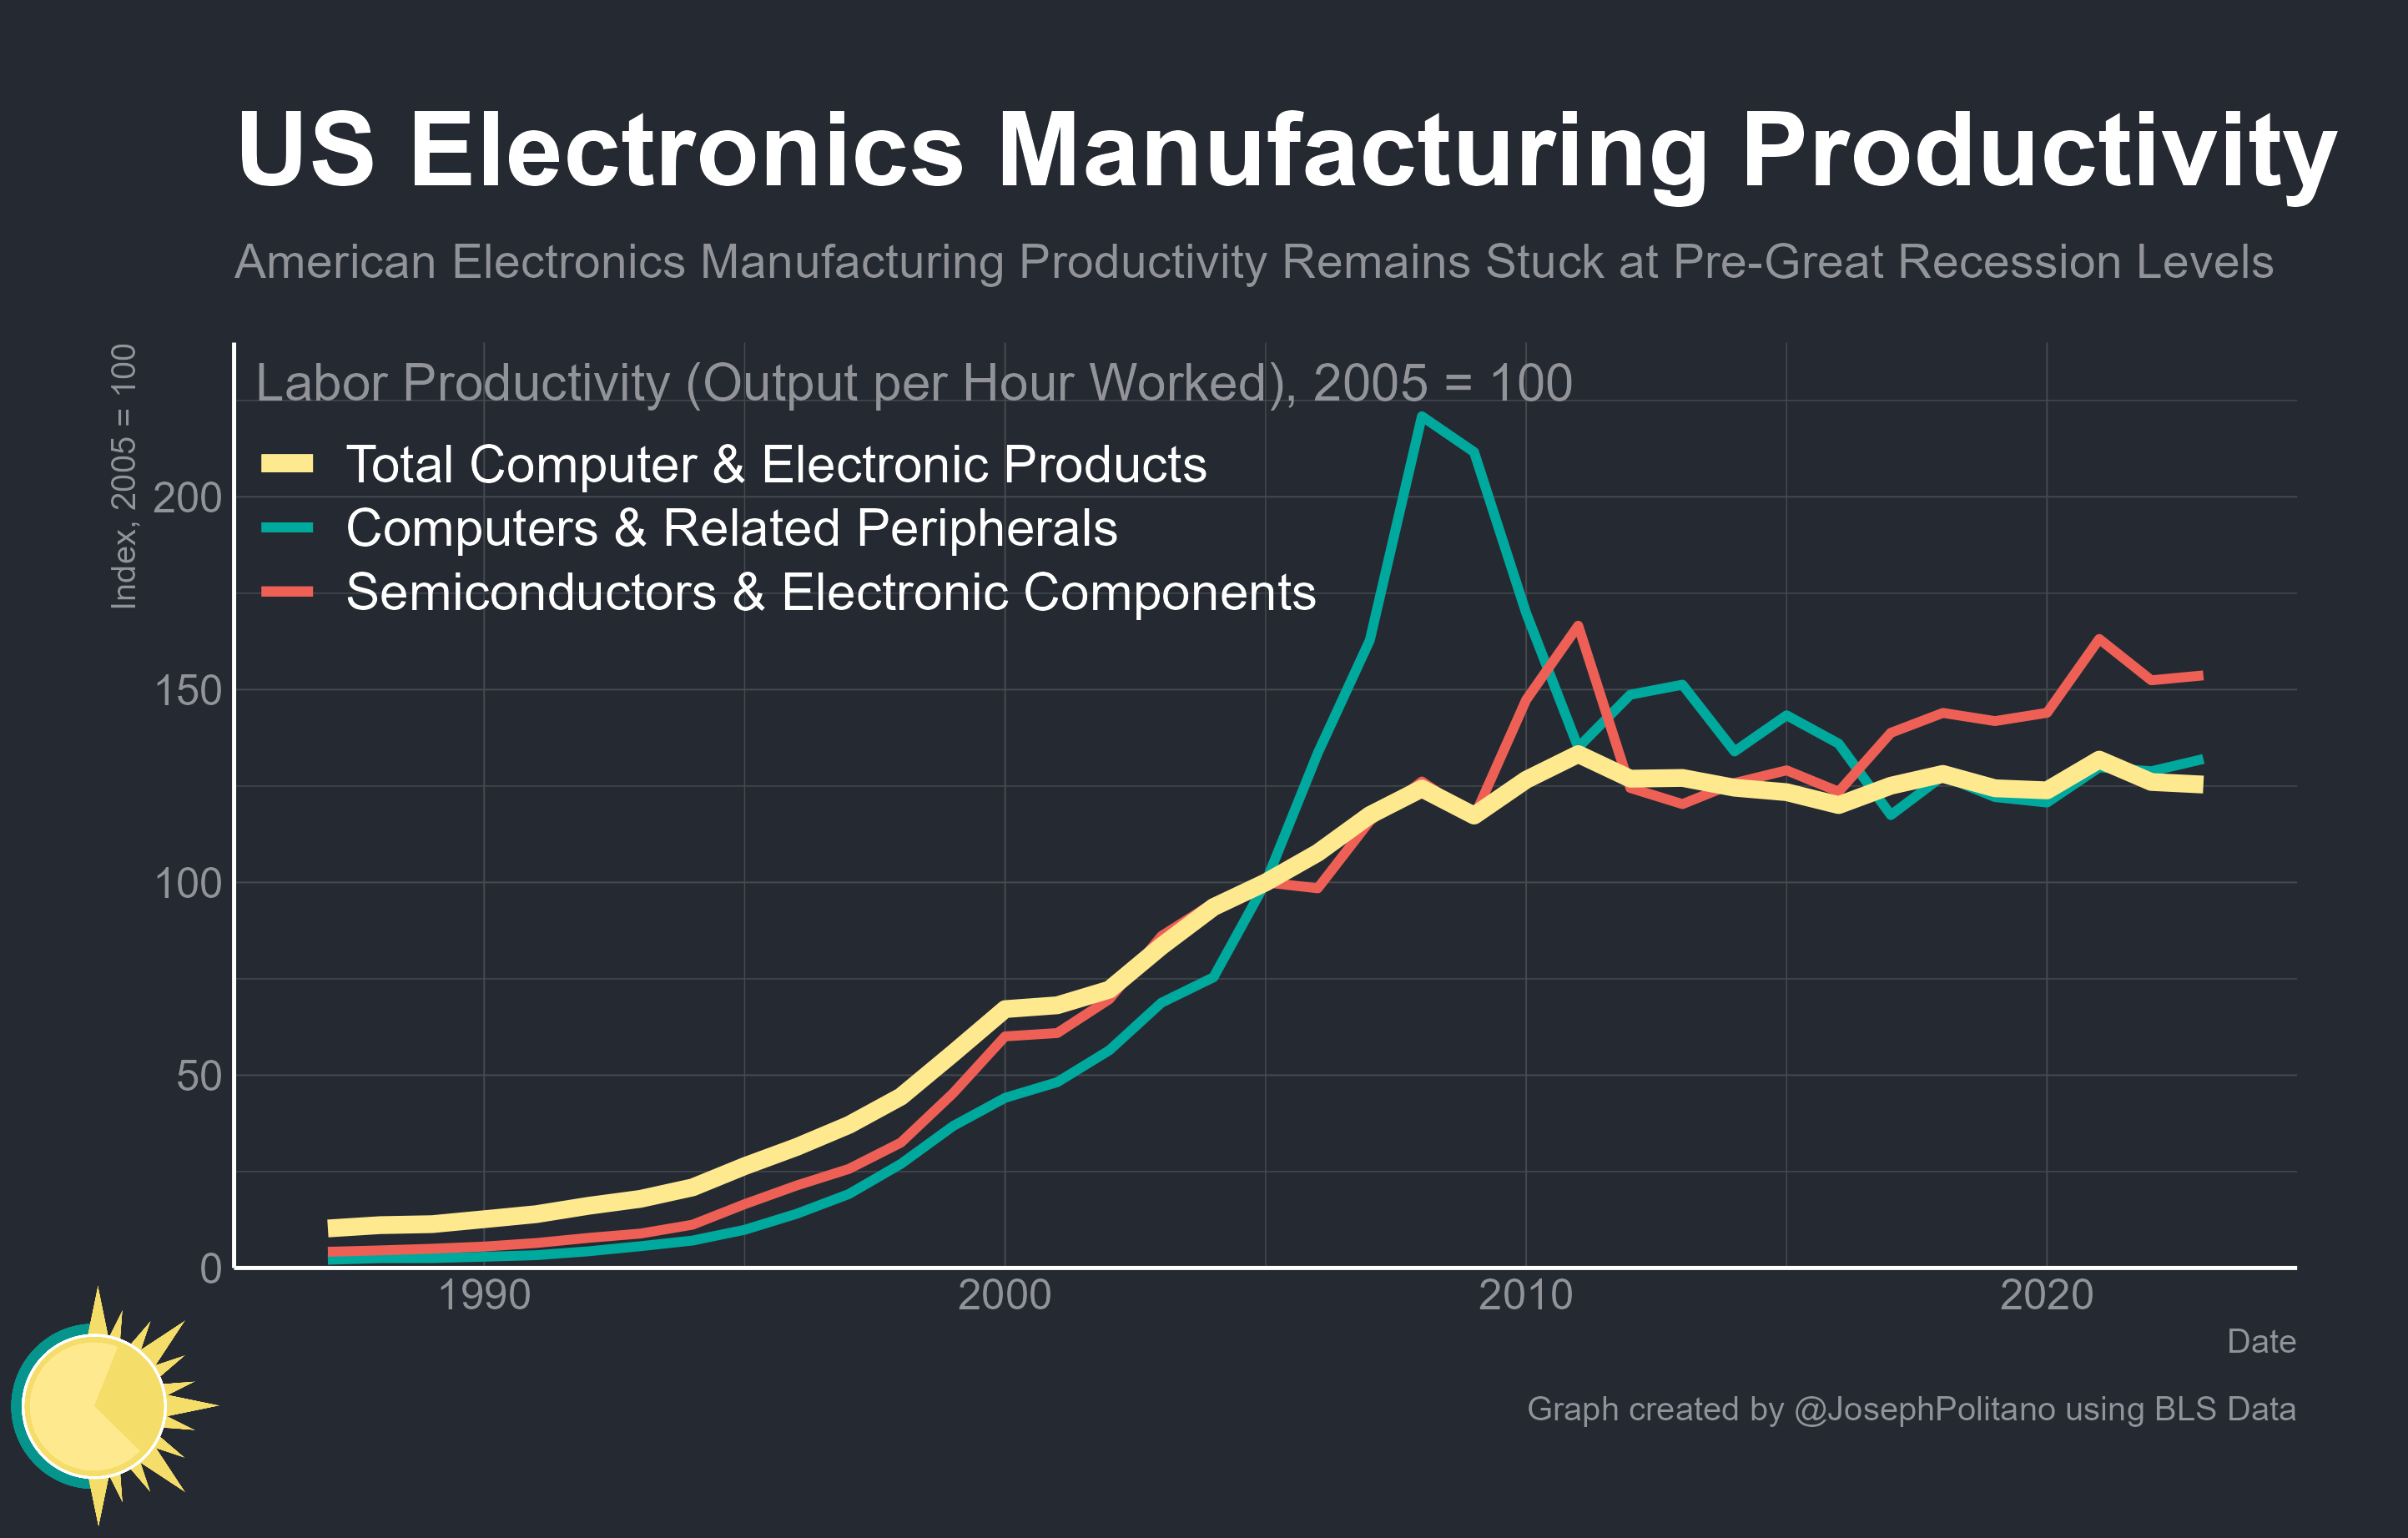 US Electronics Manufacturing Productivity
American Electronics Manufacturing Productivity Remains Stuck at Pre-Great Recession Levels
Index, 2005 = 100
Labor Productivity (Output per Hour Worked), 2005 = 100
Total Computer & Electronic Products
Computers & Related Peripherals
Semiconductors & Electronic Components
200
150
100
50
0
1990
2000
2010
2020
Date
Graph created by @JosephPolitano using BLS Data